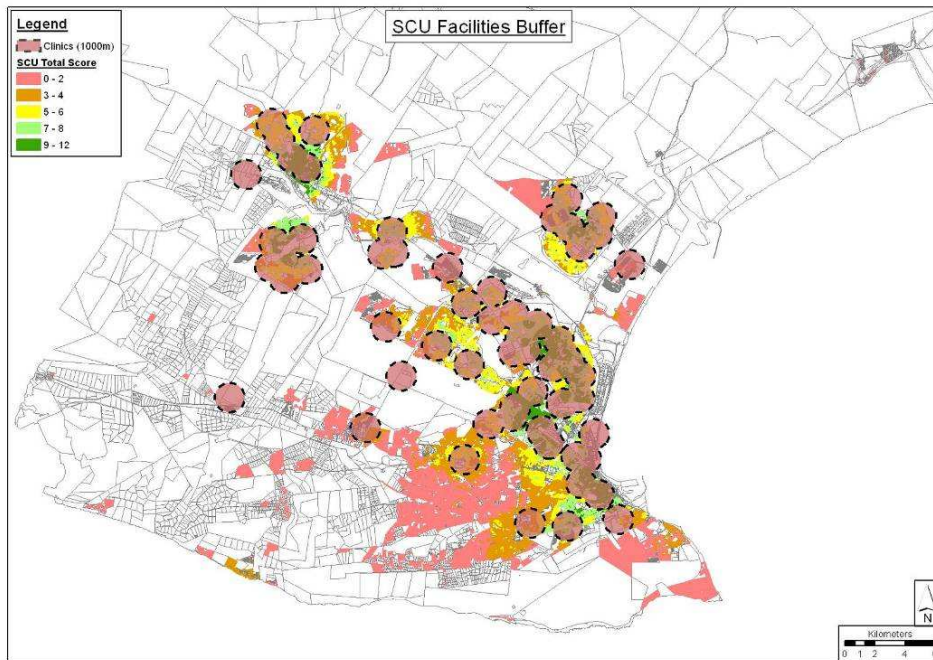 SCU Facilities Buffer
Legend
Clinics (1000m)
SCU Total Score
0 - 2
3 - 4
5 - 6
7 - 8
9 - 12
N
Kilometers
0 1 2 4 6